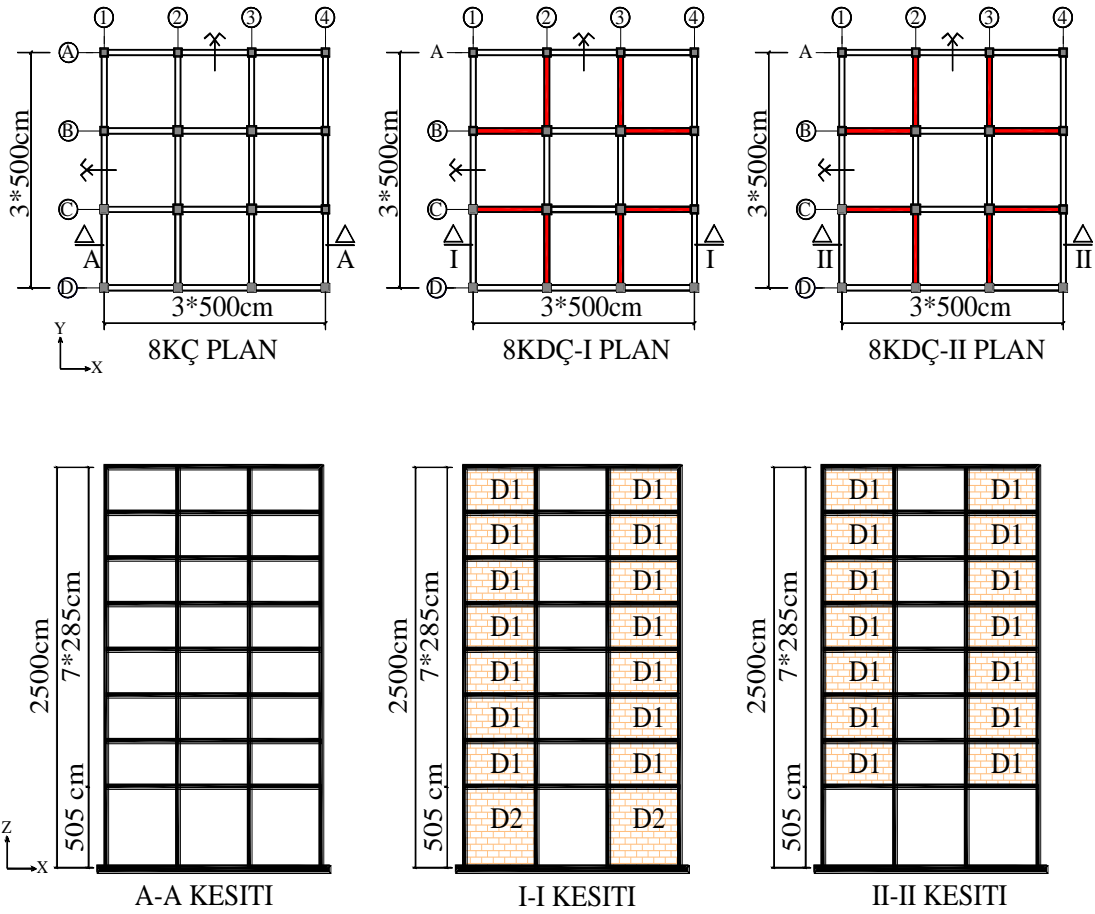 1 2 3 4
A
B
C
D
3*500cm
A A
3*500cm
Y
X
8KÇ PLAN
1 2 3 4
A
B
C
D
3*500cm
I I
3*500cm
8KDÇ-I PLAN
1 2 3 4
A
B
C
D
3*500cm
II II
3*500cm
8KDÇ-II PLAN
2500cm
7*285cm
505 cm
Z
X
A-A KESITI
2500cm
7*285cm
505 cm
D1 D1
D1 D1
D1 D1
D1 D1
D1 D1
D1 D1
D1 D1
D2 D2
I-I KESITI
2500cm
7*285cm
505 cm
D1 D1
D1 D1
D1 D1
D1 D1
D1 D1
D1 D1
D1 D1
II-II KESITI